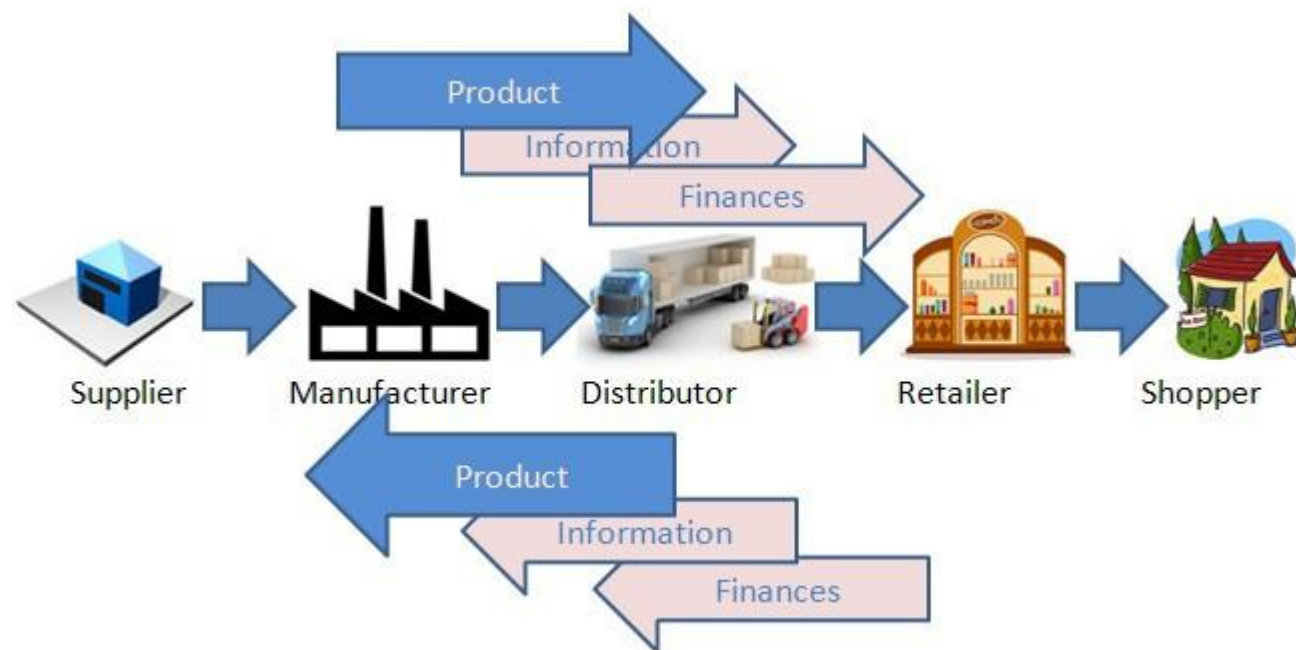 Product
Information
Finances
Supplier
Manufacturer
Distributor
Retailer
Shopper
Product
Information
Finances